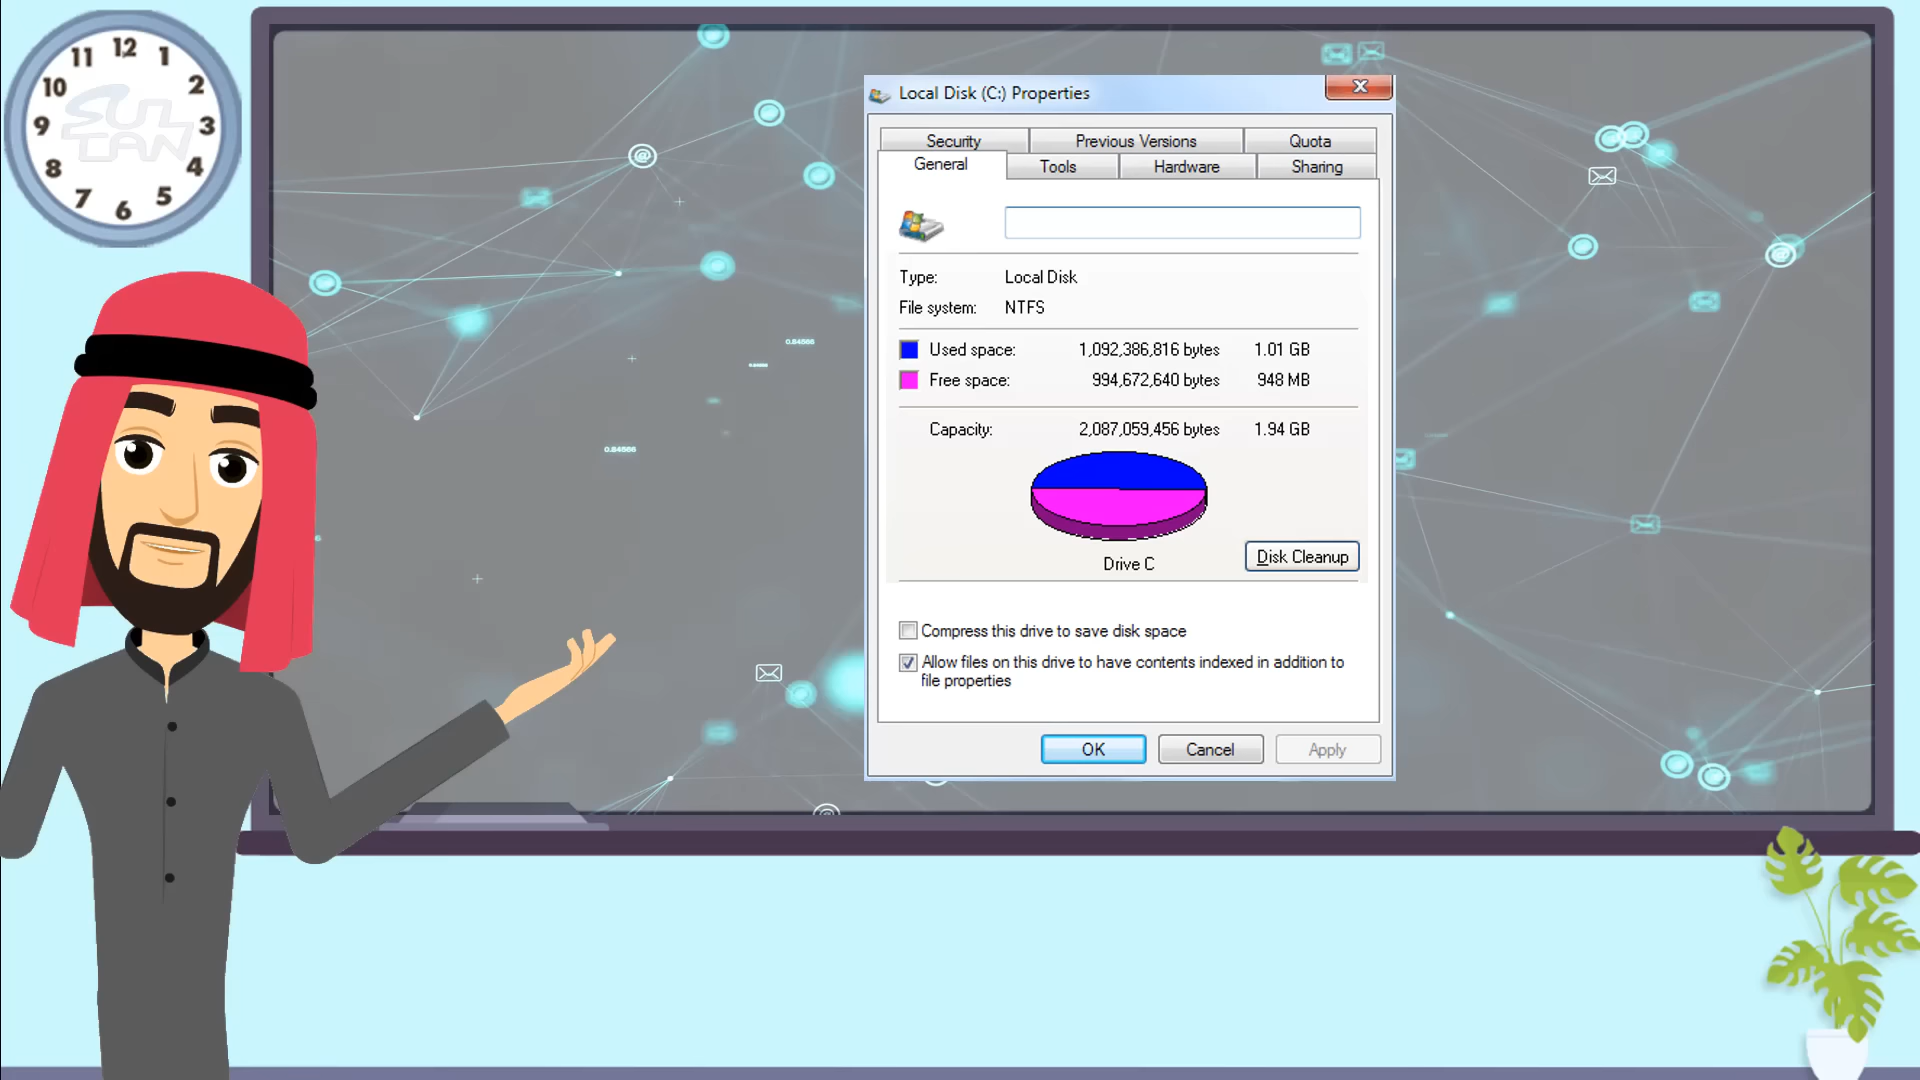 12
11 1
10 2
9 3
8 4
7 5
6
SULTAN
Local Disk (C:) Properties
Security Previous Versions Quota
General Tools Hardware Sharing
Type: Local Disk
File system: NTFS
Used space: 1,092,386,816 bytes 1.01 GB
Free space: 994,672,640 bytes 948 MB
Capacity: 2,087,059,456 bytes 1.94 GB
Drive C
Disk Cleanup
Compress this drive to save disk space
Allow files on this drive to have contents indexed in addition to
file properties
OK Cancel Apply